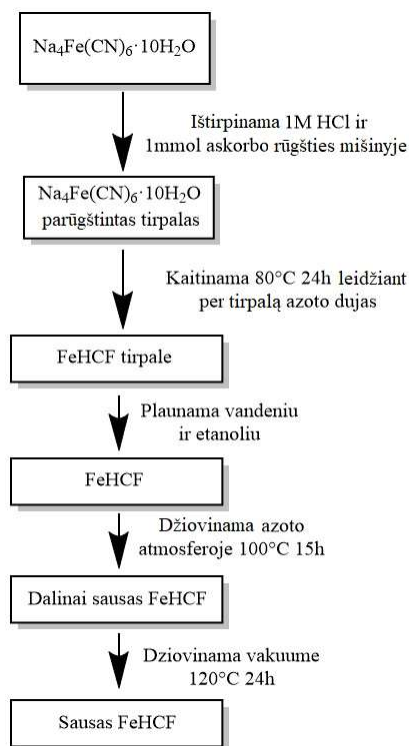 Na₄Fe(CN)₆·10H₂O
Ištirpinama 1M HCl ir
1mmol askorbo rūgšties mišinyje
Na₄Fe(CN)₆·10H₂O
parūgštintas tirpalas
Kaitinama 80°C 24h leidžiant
per tirpalą azoto dujas
FeHCF tirpale
Plaunama vandeniu
ir etanoliu
FeHCF
Džiovinama azoto
atmosferoje 100°C 15h
Dalinai sausas FeHCF
Dziovinama vakuume
120°C 24h
Sausas FeHCF